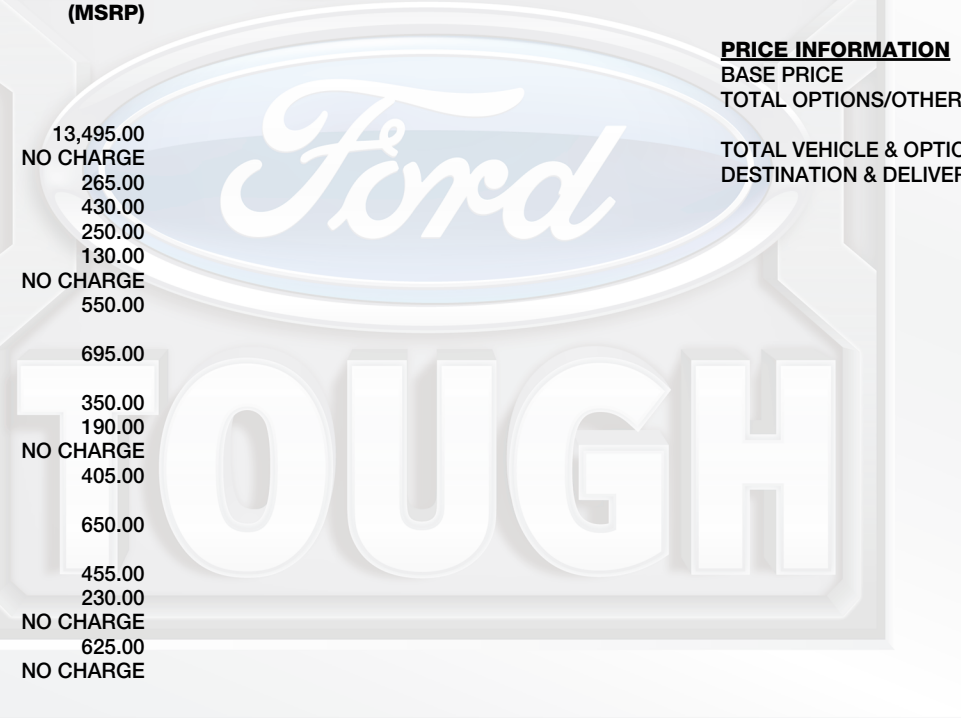 (MSRP)
13,495.00
NO CHARGE
265.00
430.00
250.00
130.00
NO CHARGE
550.00
695.00
350.00
190.00
NO CHARGE
405.00
650.00
455.00
230.00
NO CHARGE
625.00
NO CHARGE
PRICE INFORMATION
BASE PRICE
TOTAL OPTIONS/OTHER
TOTAL VEHICLE & OPTIO
DESTINATION & DELIVER
Ford
TOUGH